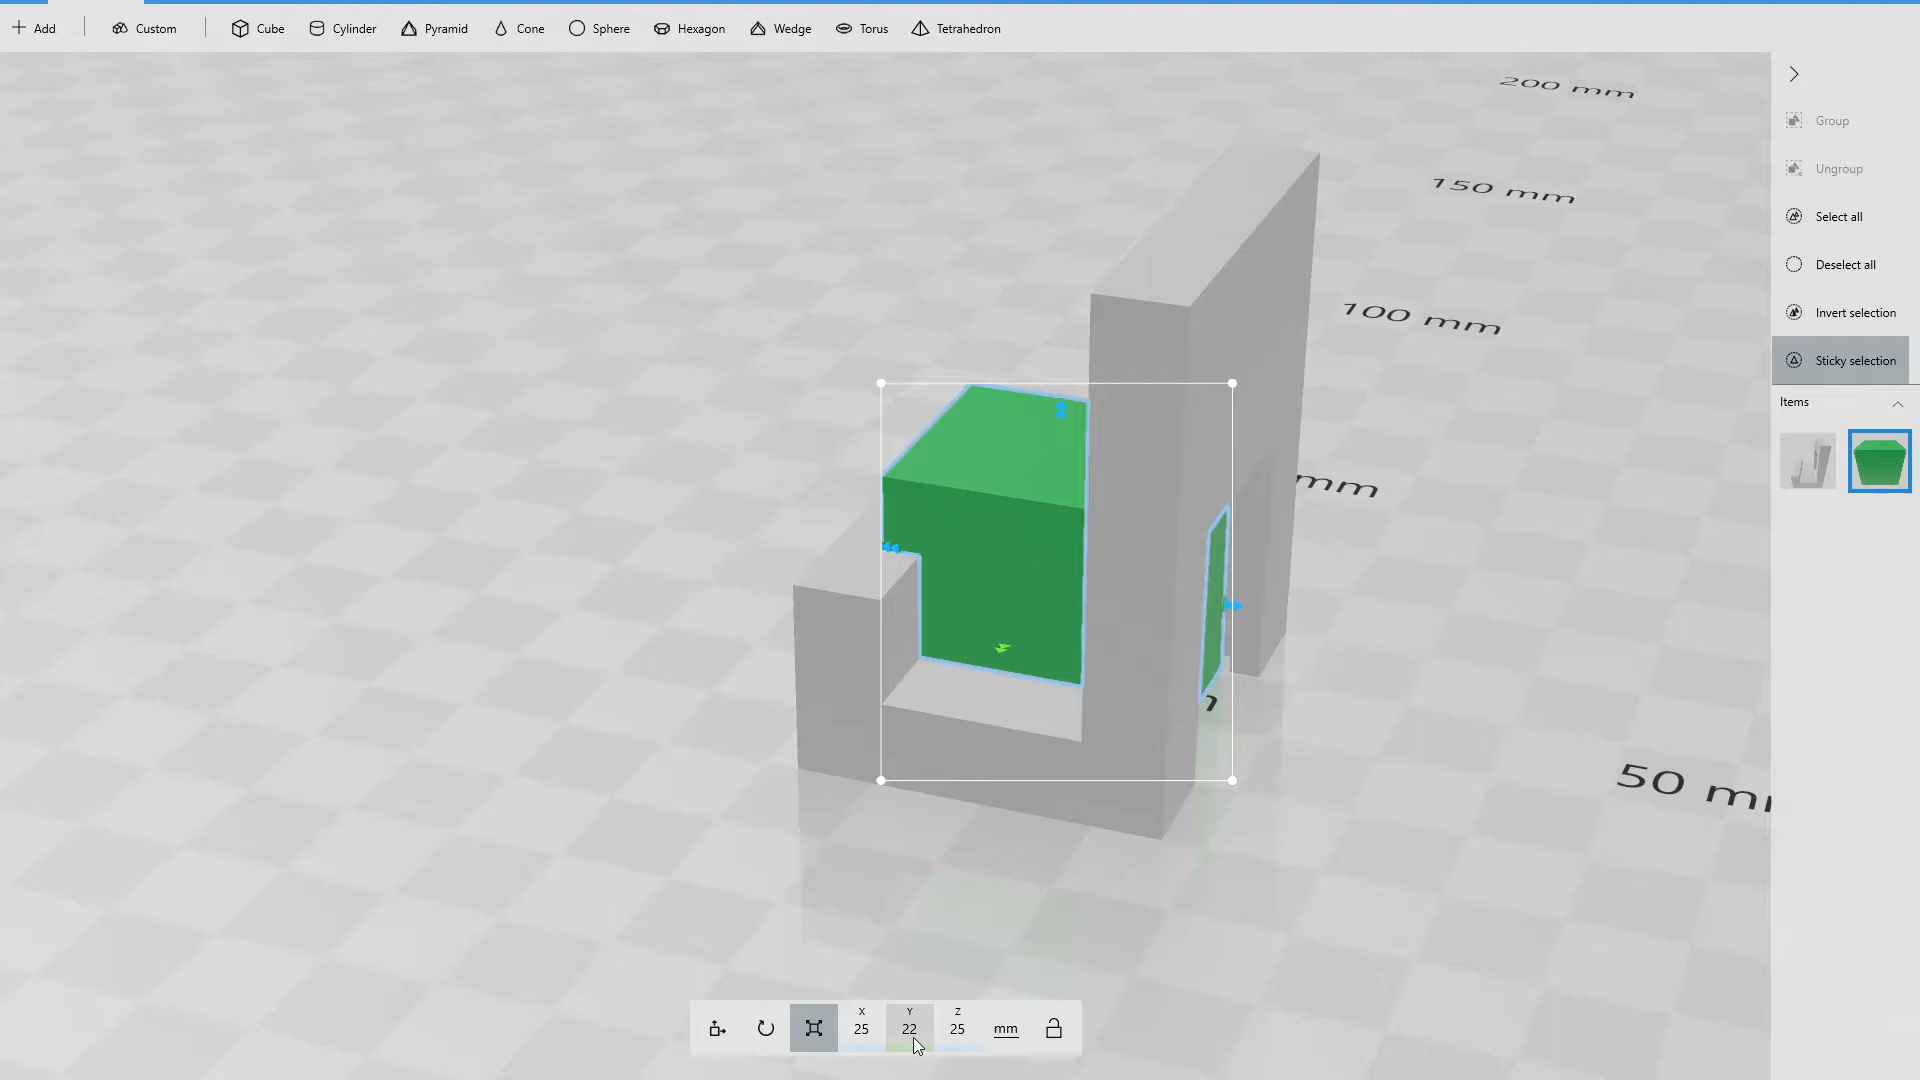 Add
Custom
Cube
Cylinder
Pyramid
Cone
Sphere
Hexagon
Wedge
Torus
Tetrahedron
200 mm
150 mm
100 mm
mm
50 m
Group
Ungroup
Select all
Deselect all
Invert selection
Sticky selection
Items
X
25
Y
22
Z
25
mm